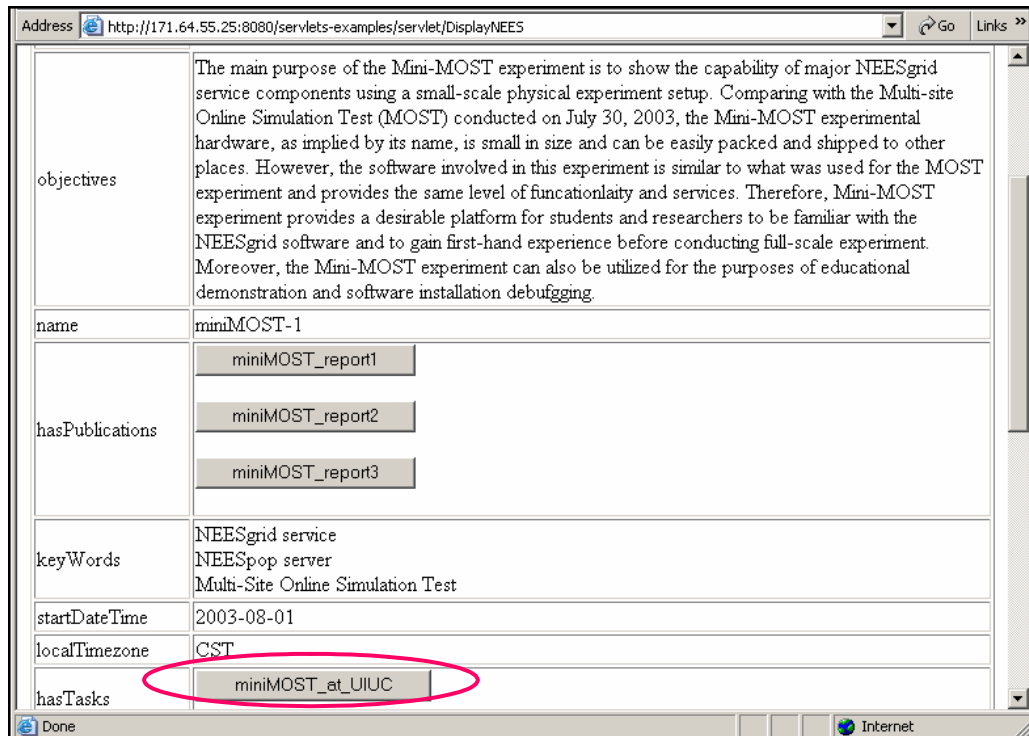 Address http://171.64.55.25:8080/servlets-examples/servlet/DisplayNEES Go Links »
objectives
The main purpose of the Mini-MOST experiment is to show the capability of major NEESgrid
service components using a small-scale physical experiment setup. Comparing with the Multi-site
Online Simulation Test (MOST) conducted on July 30, 2003, the Mini-MOST experimental
hardware, as implied by its name, is small in size and can be easily packed and shipped to other
places. However, the software involved in this experiment is similar to what was used for the MOST
experiment and provides the same level of funcationlaity and services. Therefore, Mini-MOST
experiment provides a desirable platform for students and researchers to be familiar with the
NEESgrid software and to gain first-hand experience before conducting full-scale experiment.
Moreover, the Mini-MOST experiment can also be utilized for the purposes of educational
demonstration and software installation debufgging.
name miniMOST-1
hasPublications
miniMOST_report1
miniMOST_report2
miniMOST_report3
keyWords
NEESgrid service
NEESpop server
Multi-Site Online Simulation Test
startDateTime 2003-08-01
localTimezone CST
hasTasks miniMOST_at_UIUC
Done Internet